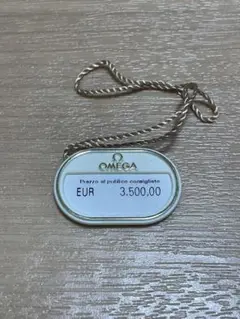 Ω
OMEGA
Prezzo al pubblico consigliato
EUR 3.500,00